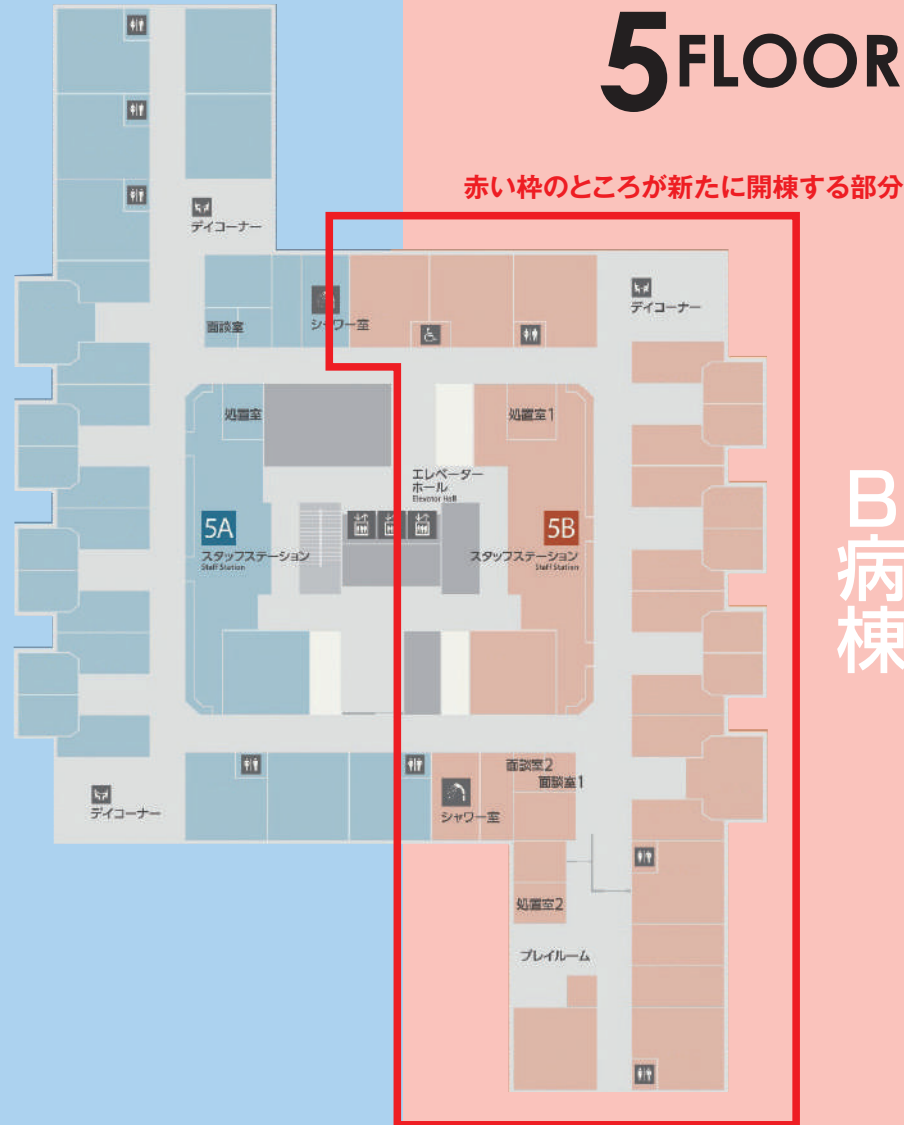 5 FLOOR
赤い枠のところが新たに開棟する部分
デイコーナー
デイコーナー
面談室
シャワー室
処置室
処置室1
エレベーター
ホール
Elevator Hall
5A
スタッフステーション
Staff Station
5B
スタッフステーション
Staff Station
B病棟
面談室2
面談室1
デイコーナー
シャワー室
処置室2
プレイルーム